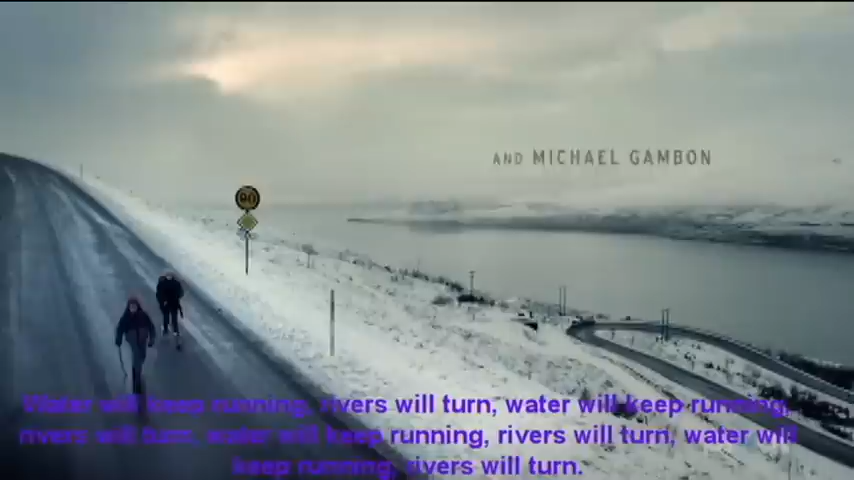 AND MICHAEL GAMBON
90
Water will keep running, rivers will turn, water will keep running,
rivers will turn, water will keep running, rivers will turn, water will
keep running, rivers will turn.